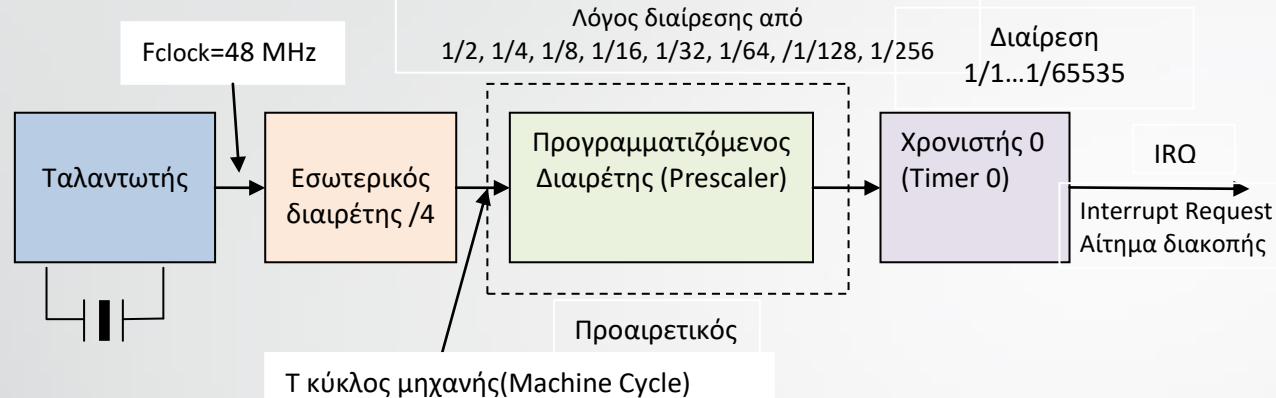 Λόγος διαίρεσης από
1/2, 1/4, 1/8, 1/16, 1/32, 1/64, /1/128, 1/256
Fclock=48 MHz
Διαίρεση
1/1...1/65535
Ταλαντωτής
Εσωτερικός
διαιρέτης /4
Προγραμματιζόμενος
Διαιρέτης (Prescaler)
Χρονιστής 0
(Timer 0)
IRQ
Interrupt Request
Αίτημα διακοπής
Προαιρετικός
Τ κύκλος μηχανής(Machine Cycle)